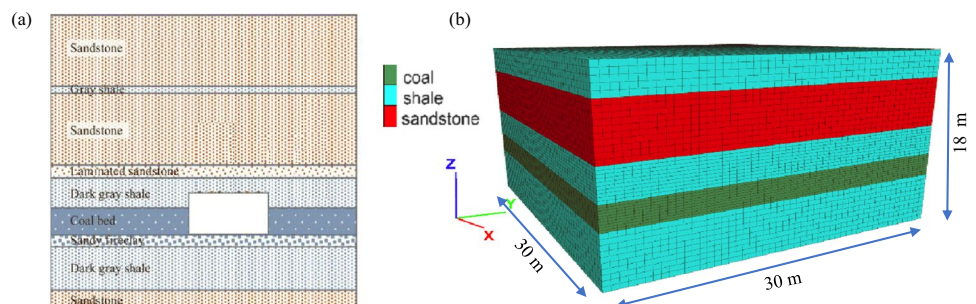 (a)
Sandstone
Gray shale
Sandstone
Laminated sandstone
Dark gray shale
Coal bed
Sandy fireclay
Dark gray shale
Sandstone
(b)
coal
shale
sandstone
Z
Y
X
18 m
30 m
30 m